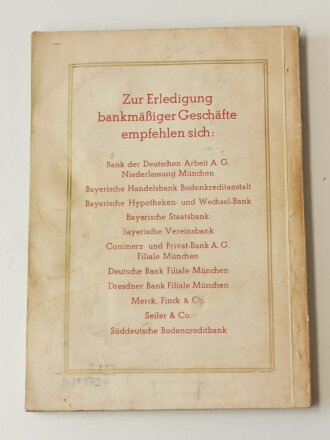 Zur Erledigung
bankmäßiger Geschäfte
empfehlen sich:
Bank der Deutschen Arbeit A. G.
Niederlassung München
Bayerische Handelsbank Bodenkreditanstalt
Bayerische Hypotheken- und Wechsel-Bank
Bayerische Staatsbank
Bayerische Vereinsbank
Commerz- und Privat-Bank A. G.
Filiale München
Deutsche Bank Filiale München
Dresdner Bank Filiale München
Merck, Finck & Co.
Seiler & Co.
Süddeutsche Bodencreditbank